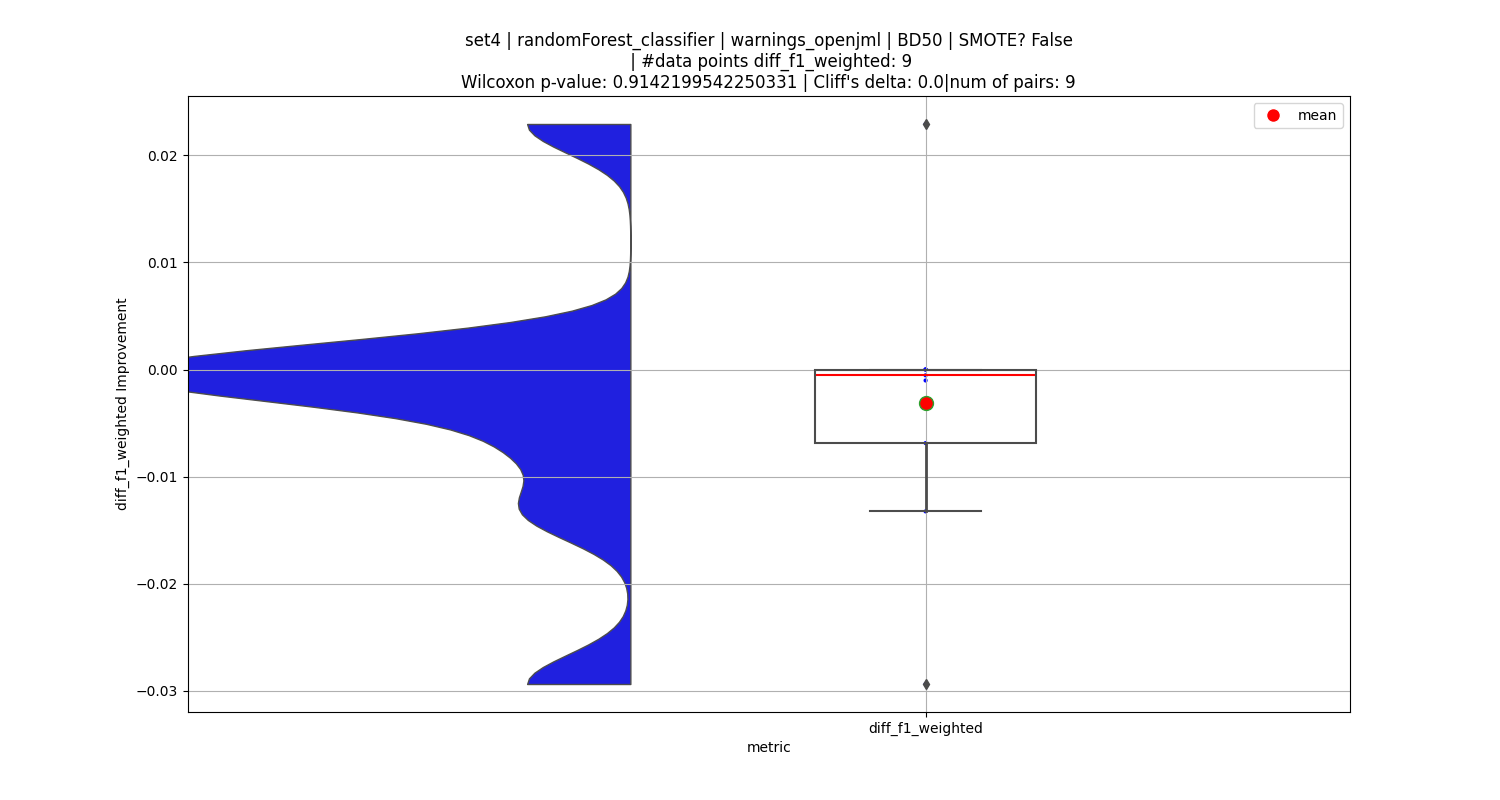 set4 | randomForest_classifier | warnings_openjml | BD50 | SMOTE? False
| #data points diff_f1_weighted: 9
Wilcoxon p-value: 0.9142199542250331 | Cliff's delta: 0.0|num of pairs: 9
mean
0.02
0.01
0.00
−0.01
−0.02
−0.03
diff_f1_weighted Improvement
diff_f1_weighted
metric